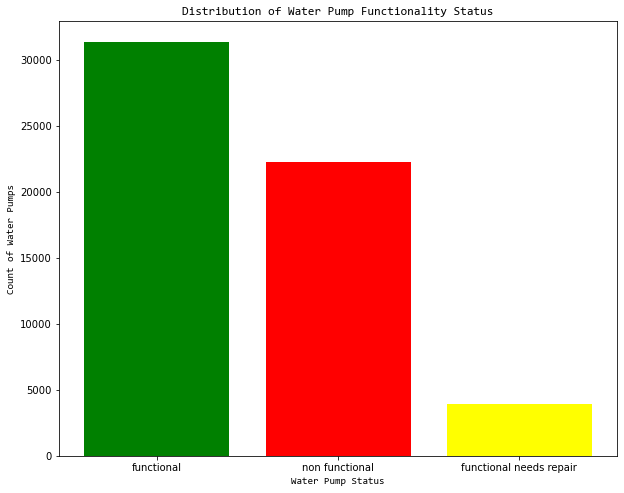 Distribution of Water Pump Functionality Status
Count of Water Pumps
30000
25000
20000
15000
10000
5000
0
functional
non functional
functional needs repair
Water Pump Status